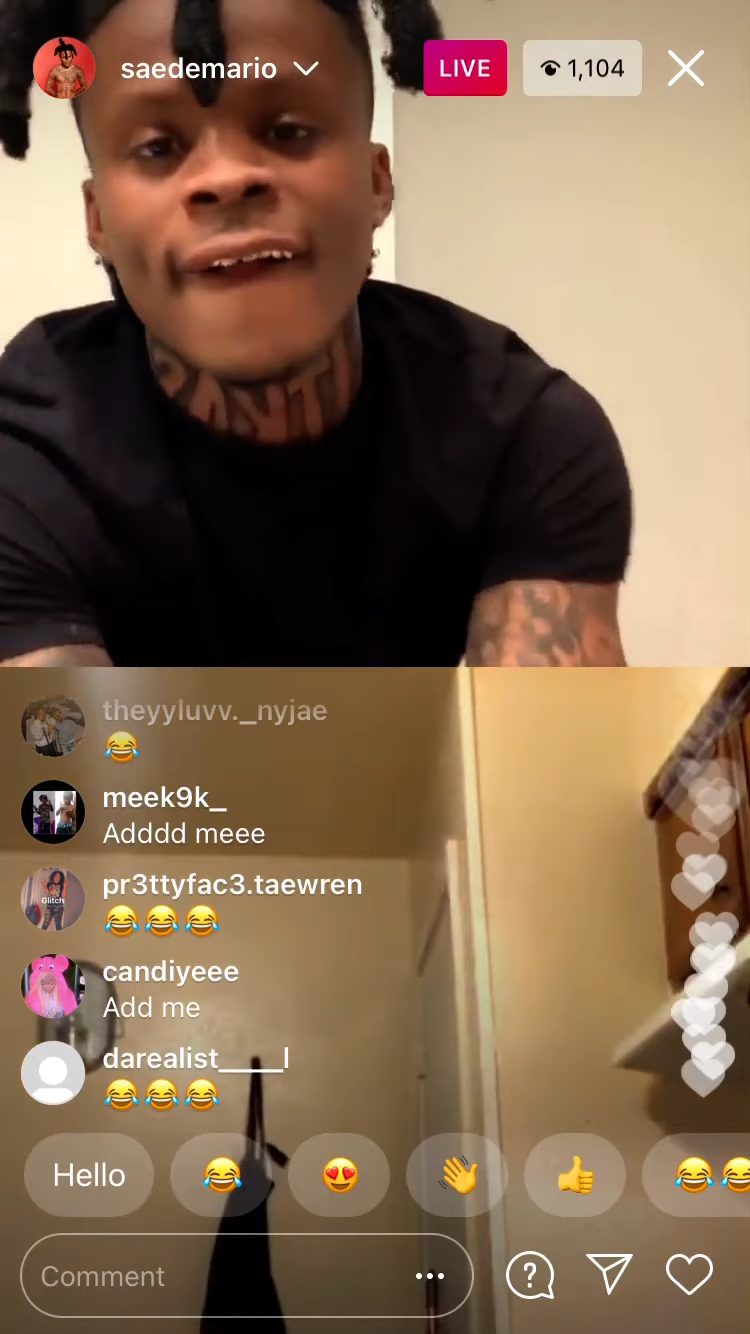 saedemario
LIVE
1,104
theyyluvv._nyjae
😂
meek9k_
Adddd meee
pr3ttyfac3.taewren
😂😂😂
Glitch
candiyeee
Add me
darealist____l
😂😂😂
Hello
😂
😍
👋
👍
😂😂
Comment